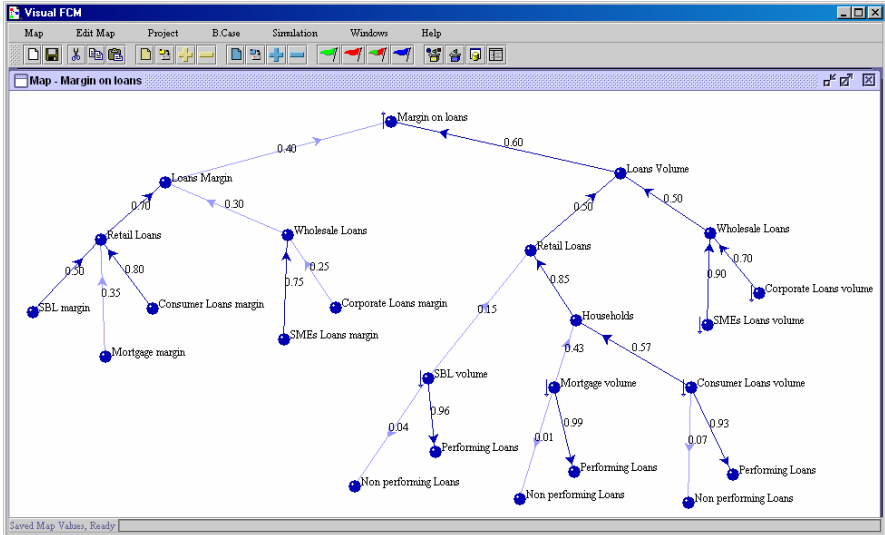 Visual FCM
Map Edit Map Project B.Case Simulation Windows Help
Map - Margin on loans
Margin on loans
0.40
0.60
Loans Margin
Loans Volume
0.70
0.30
0.50
0.50
Retail Loans
Wholesale Loans
Retail Loans
Wholesale Loans
0.50
0.35
0.80
0.75
0.25
0.85
0.90
0.70
SBL margin
Consumer Loans margin
Corporate Loans margin
Corporate Loans volume
Mortgage margin
SMEs Loans margin
0.15
Households
SMEs Loans volume
0.43
0.57
SBL volume
Mortgage volume
Consumer Loans volume
0.04
0.96
0.01
0.99
0.07
0.93
Performing Loans
Performing Loans
Performing Loans
Non performing Loans
Non performing Loans
Non performing Loans
Saved Map Values, Ready